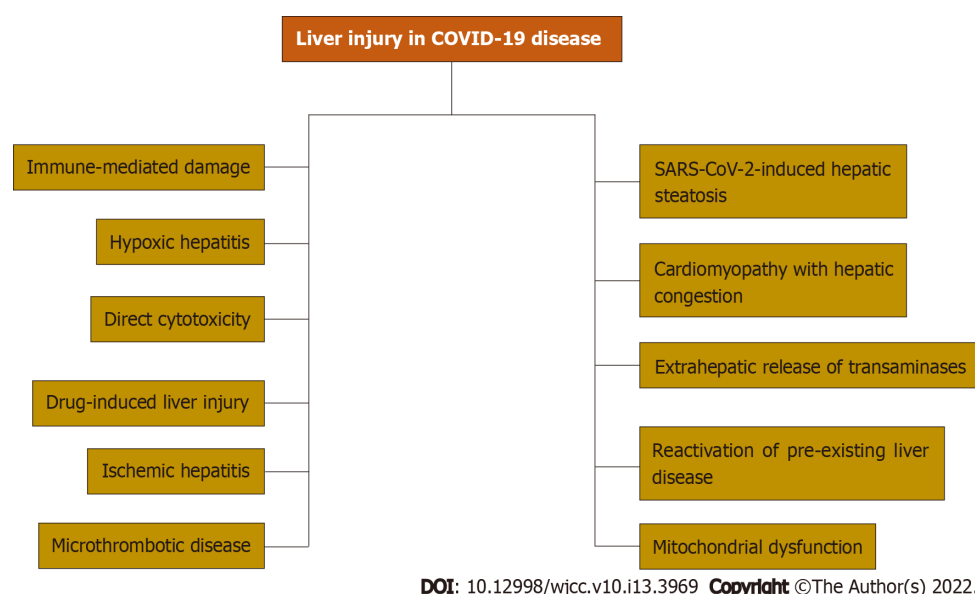 Liver injury in COVID-19 disease
Immune-mediated damage
Hypoxic hepatitis
Direct cytotoxicity
Drug-induced liver injury
Ischemic hepatitis
Microthrombotic disease
SARS-CoV-2-induced hepatic
steatosis
Cardiomyopathy with hepatic
congestion
Extrahepatic release of transaminases
Reactivation of pre-existing liver
disease
Mitochondrial dysfunction
DOI: 10.12998/wjcc.v10.i13.3969 Copyright ©The Author(s) 2022.